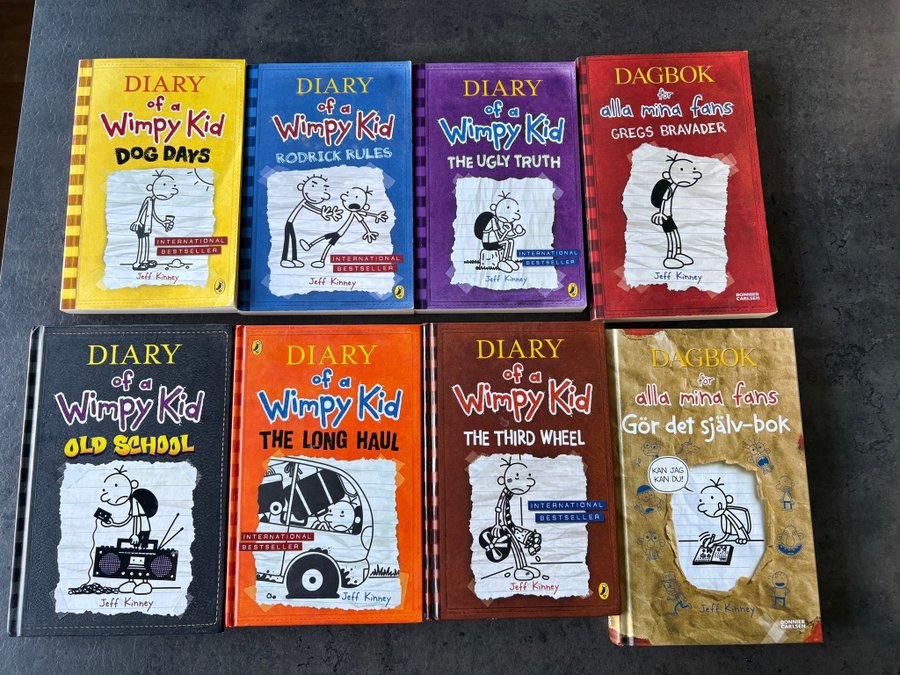 DIARY
of a
Wimpy Kid
DOG DAYS
INTERNATIONAL
BESTSELLER
Jeff Kinney
DIARY
of a
Wimpy Kid
RODRICK RULES
INTERNATIONAL
BESTSELLER
Jeff Kinney
DIARY
of a
Wimpy Kid
THE UGLY TRUTH
INTERNATIONAL
BESTSELLER
Jeff Kinney
DAGBOK
för
alla mina fans
GREGS BRAVADER
BONNIER
CARLSEN
DIARY
of a
Wimpy Kid
OLD SCHOOL
Jeff Kinney
DIARY
of a
Wimpy Kid
THE LONG HAUL
INTERNATIONAL
BESTSELLER
Jeff Kinney
DIARY
of a
Wimpy Kid
THE THIRD WHEEL
INTERNATIONAL
BESTSELLER
Jeff Kinney
DAGBOK
för
alla mina fans
Gör det själv-bok
KAN JAG
KAN DU!
Jeff Kinney
BONNIER
CARLSEN